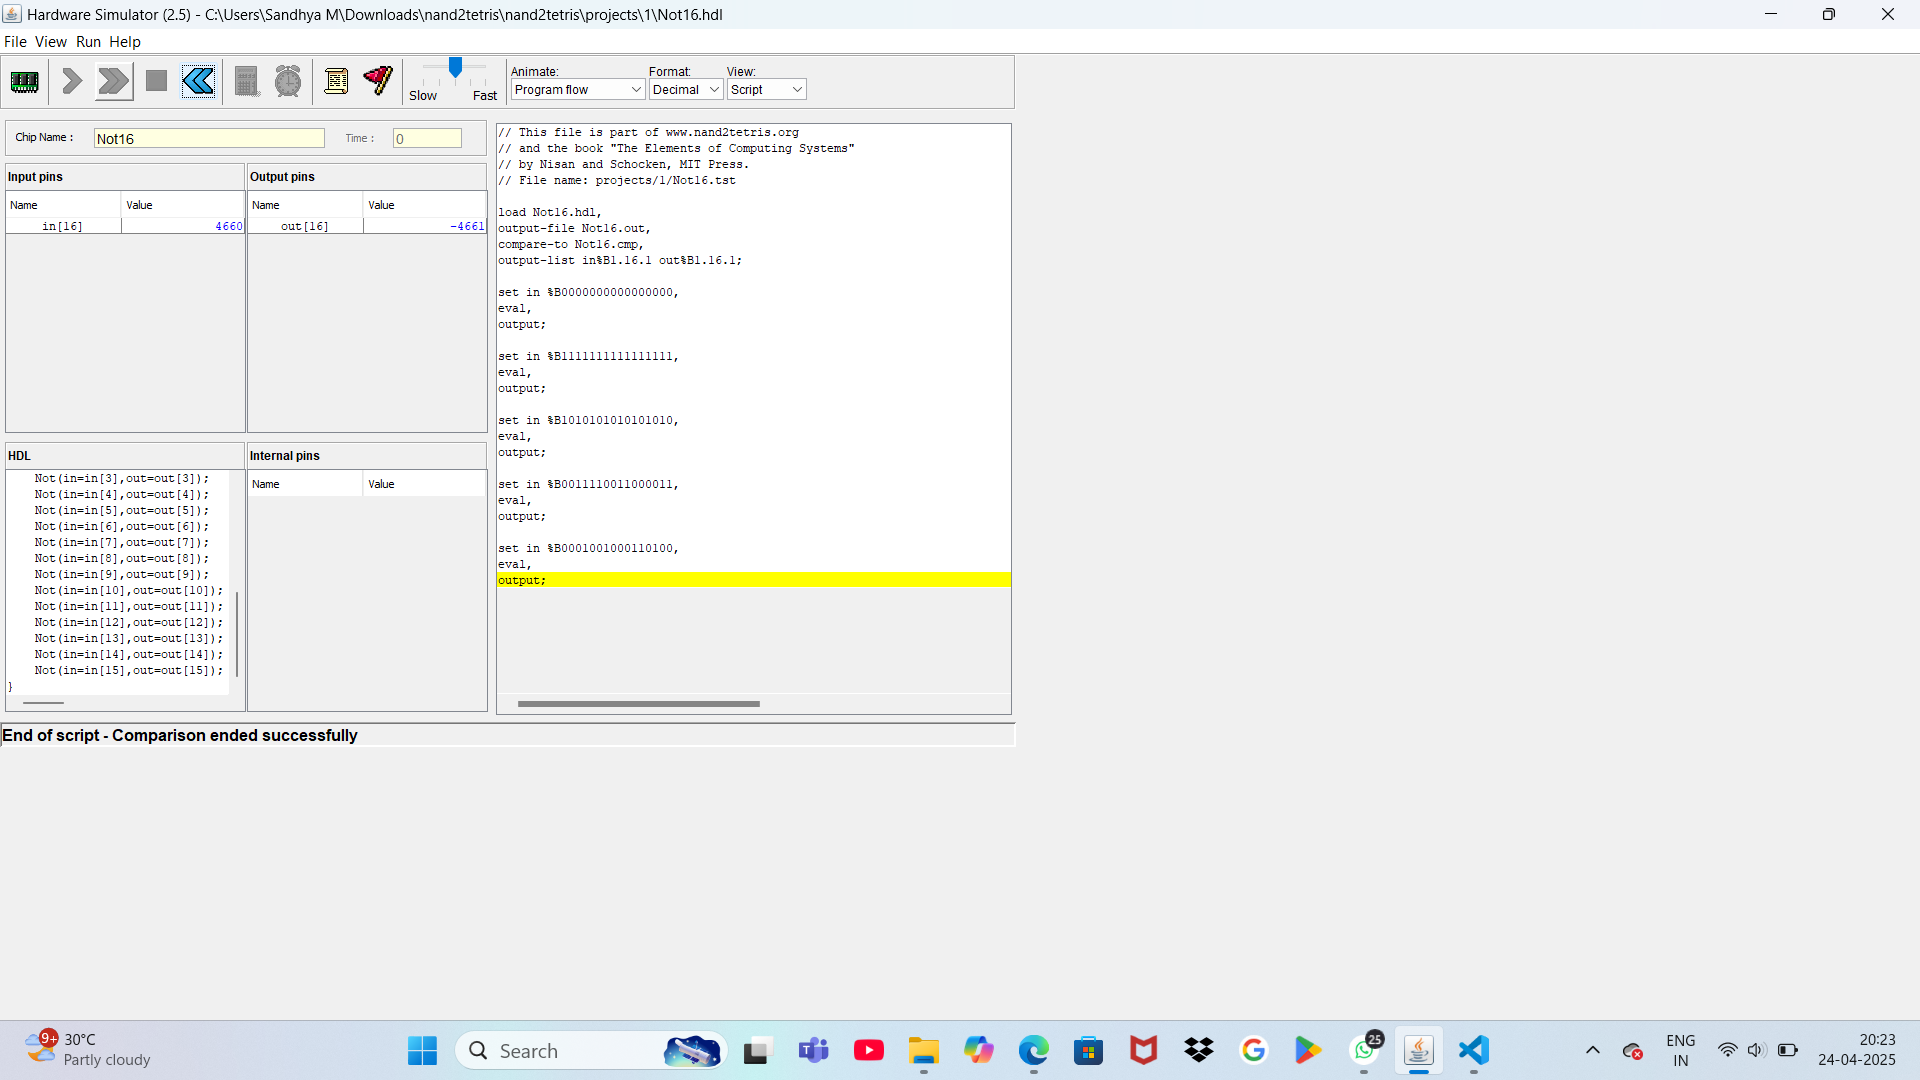 Hardware Simulator (2.5) - C:\Users\Sandhya M\Downloads\nand2tetris\nand2tetris\projects\1\Not16.hdl
File View Run Help
Slow Fast
Animate: Format: View:
Program flow Decimal Script
Chip Name : Not16 Time : 0
Input pins
Name Value
in[16] 4660
Output pins
Name Value
out[16] -4661
HDL
Not(in=in[3],out=out[3]);
Not(in=in[4],out=out[4]);
Not(in=in[5],out=out[5]);
Not(in=in[6],out=out[6]);
Not(in=in[7],out=out[7]);
Not(in=in[8],out=out[8]);
Not(in=in[9],out=out[9]);
Not(in=in[10],out=out[10]);
Not(in=in[11],out=out[11]);
Not(in=in[12],out=out[12]);
Not(in=in[13],out=out[13]);
Not(in=in[14],out=out[14]);
Not(in=in[15],out=out[15]);
}
Internal pins
Name Value
// This file is part of www.nand2tetris.org
// and the book "The Elements of Computing Systems"
// by Nisan and Schocken, MIT Press.
// File name: projects/1/Not16.tst
load Not16.hdl,
output-file Not16.out,
compare-to Not16.cmp,
output-list in%B1.16.1 out%B1.16.1;
set in %B0000000000000000,
eval,
output;
set in %B1111111111111111,
eval,
output;
set in %B1010101010101010,
eval,
output;
set in %B0011110011000011,
eval,
output;
set in %B0001001000110100,
eval,
output;
End of script - Comparison ended successfully
9+
30°C
Partly cloudy
Search
25
ENG
IN
20:23
24-04-2025